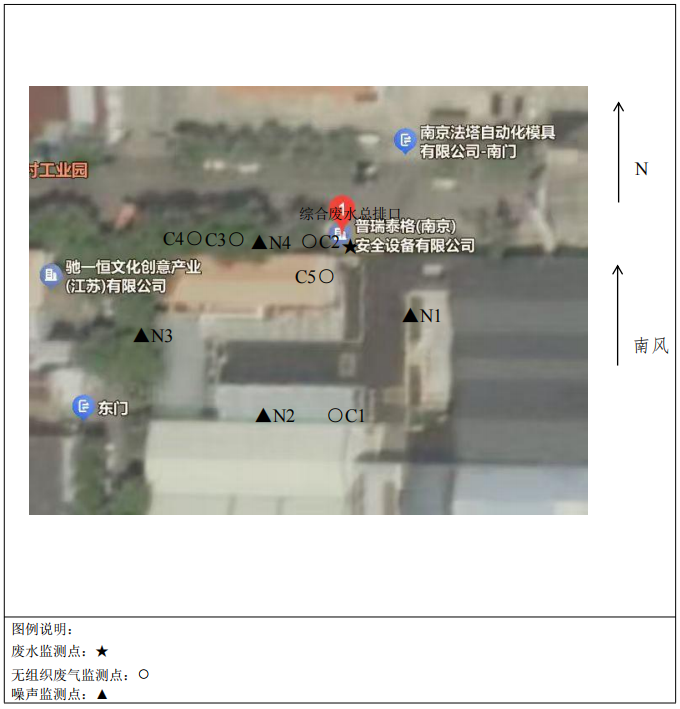 南京法塔自动化模具
有限公司-南门
N
村工业园
综合废水总排口
1
C4 C3 N4 C2
普瑞泰格(南京)
安全设备有限公司
驰一恒文化创意产业
(江苏)有限公司
C5
N1
N3
南风
东门
N2 C1
图例说明：
废水监测点：★
无组织废气监测点：○
噪声监测点：▲